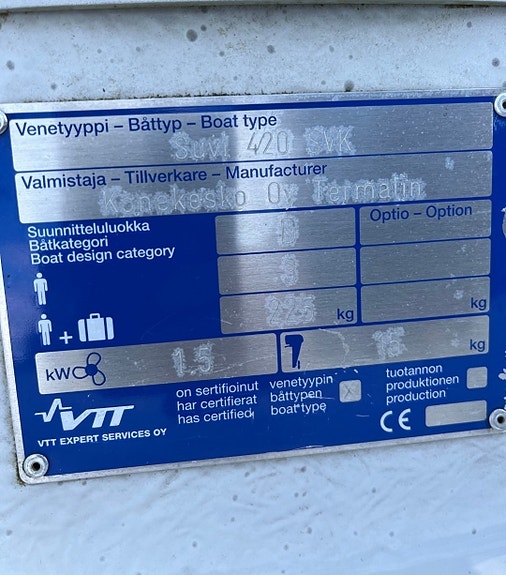 Venetyyppi – Båttyp – Boat type
Suvi 420 SVK
Valmistaja – Tillverkare – Manufacturer
Konekesko Oy Termalin
Suunnitteluluokka
Båtkategori
Boat design category
D
Optio – Option
3
225 kg
kg
+
kW 1.5
15 kg
VTT
VTT EXPERT SERVICES OY
on sertifioinut
har certifierat
has certified
venetyypin
båttypen
boat type
X
tuotannon
produktionen
production
CE